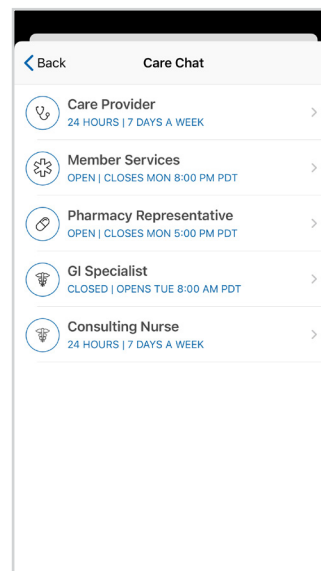 Back
Care Chat
Care Provider
24 HOURS | 7 DAYS A WEEK
Member Services
OPEN | CLOSES MON 8:00 PM PDT
Pharmacy Representative
OPEN | CLOSES MON 5:00 PM PDT
GI Specialist
CLOSED | OPENS TUE 8:00 AM PDT
Consulting Nurse
24 HOURS | 7 DAYS A WEEK